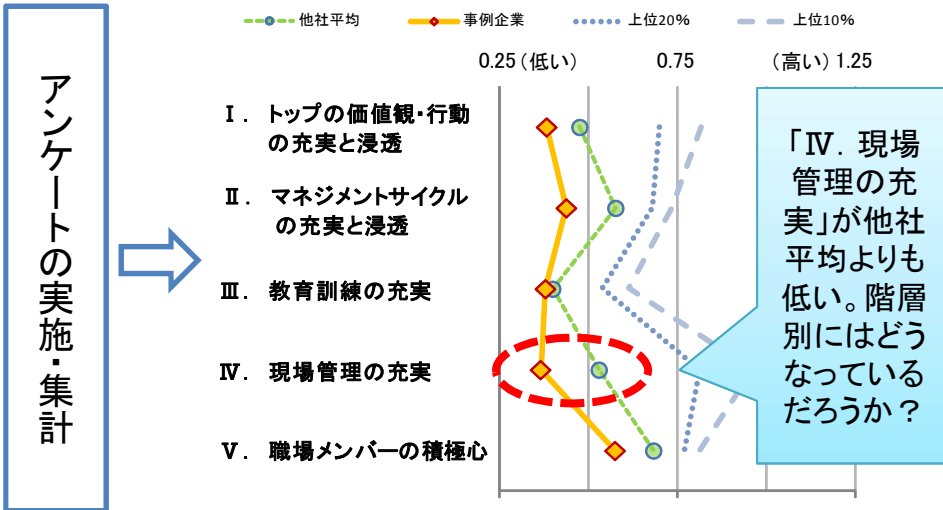 アンケートの実施・集計
他社平均
事例企業
上位20%
上位10%
0.25 (低い)
0.75
(高い) 1.25
Ⅰ. トップの価値観・行動
の充実と浸透
Ⅱ. マネジメントサイクル
の充実と浸透
Ⅲ. 教育訓練の充実
Ⅳ. 現場管理の充実
Ⅴ. 職場メンバーの積極心
「Ⅳ. 現場
管理の充
実」が他社
平均よりも
低い。階層
別にはどう
なっている
だろうか？